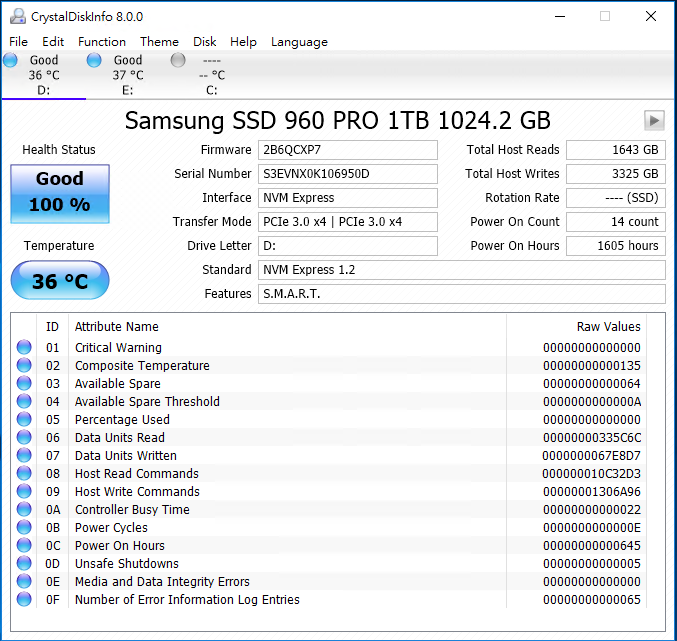 CrystalDiskInfo 8.0.0
File Edit Function Theme Disk Help Language
Good Good ----
36 °C 37 °C -- °C
D: E: C:
Samsung SSD 960 PRO 1TB 1024.2 GB
Health Status
Good
100 %
Temperature
36 °C
Firmware 2B6QCXP7
Serial Number S3EVNX0K106950D
Interface NVM Express
Transfer Mode PCIe 3.0 x4 | PCIe 3.0 x4
Drive Letter D:
Standard NVM Express 1.2
Features S.M.A.R.T.
Total Host Reads 1643 GB
Total Host Writes 3325 GB
Rotation Rate ---- (SSD)
Power On Count 14 count
Power On Hours 1605 hours
ID Attribute Name Raw Values
01 Critical Warning 00000000000000
02 Composite Temperature 00000000000135
03 Available Spare 00000000000064
04 Available Spare Threshold 0000000000000A
05 Percentage Used 00000000000000
06 Data Units Read 00000000335C6C
07 Data Units Written 0000000067E8D7
08 Host Read Commands 000000010C32D3
09 Host Write Commands 00000001306A96
0A Controller Busy Time 00000000000022
0B Power Cycles 0000000000000E
0C Power On Hours 00000000000645
0D Unsafe Shutdowns 00000000000005
0E Media and Data Integrity Errors 00000000000000
0F Number of Error Information Log Entries 00000000000065